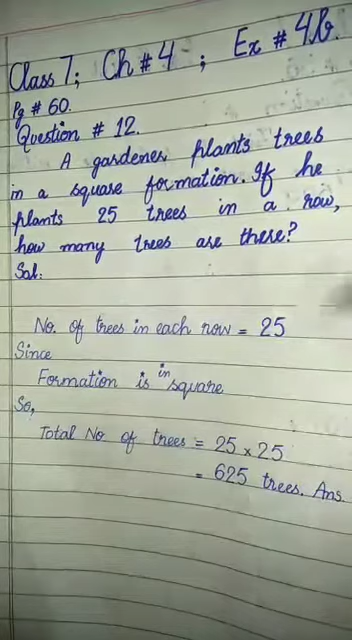 Class 7; Ch # 4 ; Ex # 4b.
Pg # 60.
Question # 12.
A gardener plants trees
in a square formation. If he
plants 25 trees in a row,
how many trees are there?
Sol:
No. of trees in each row = 25
Since
Formation is in square
So,
Total No of trees = 25 x 25
= 625 trees. Ans.